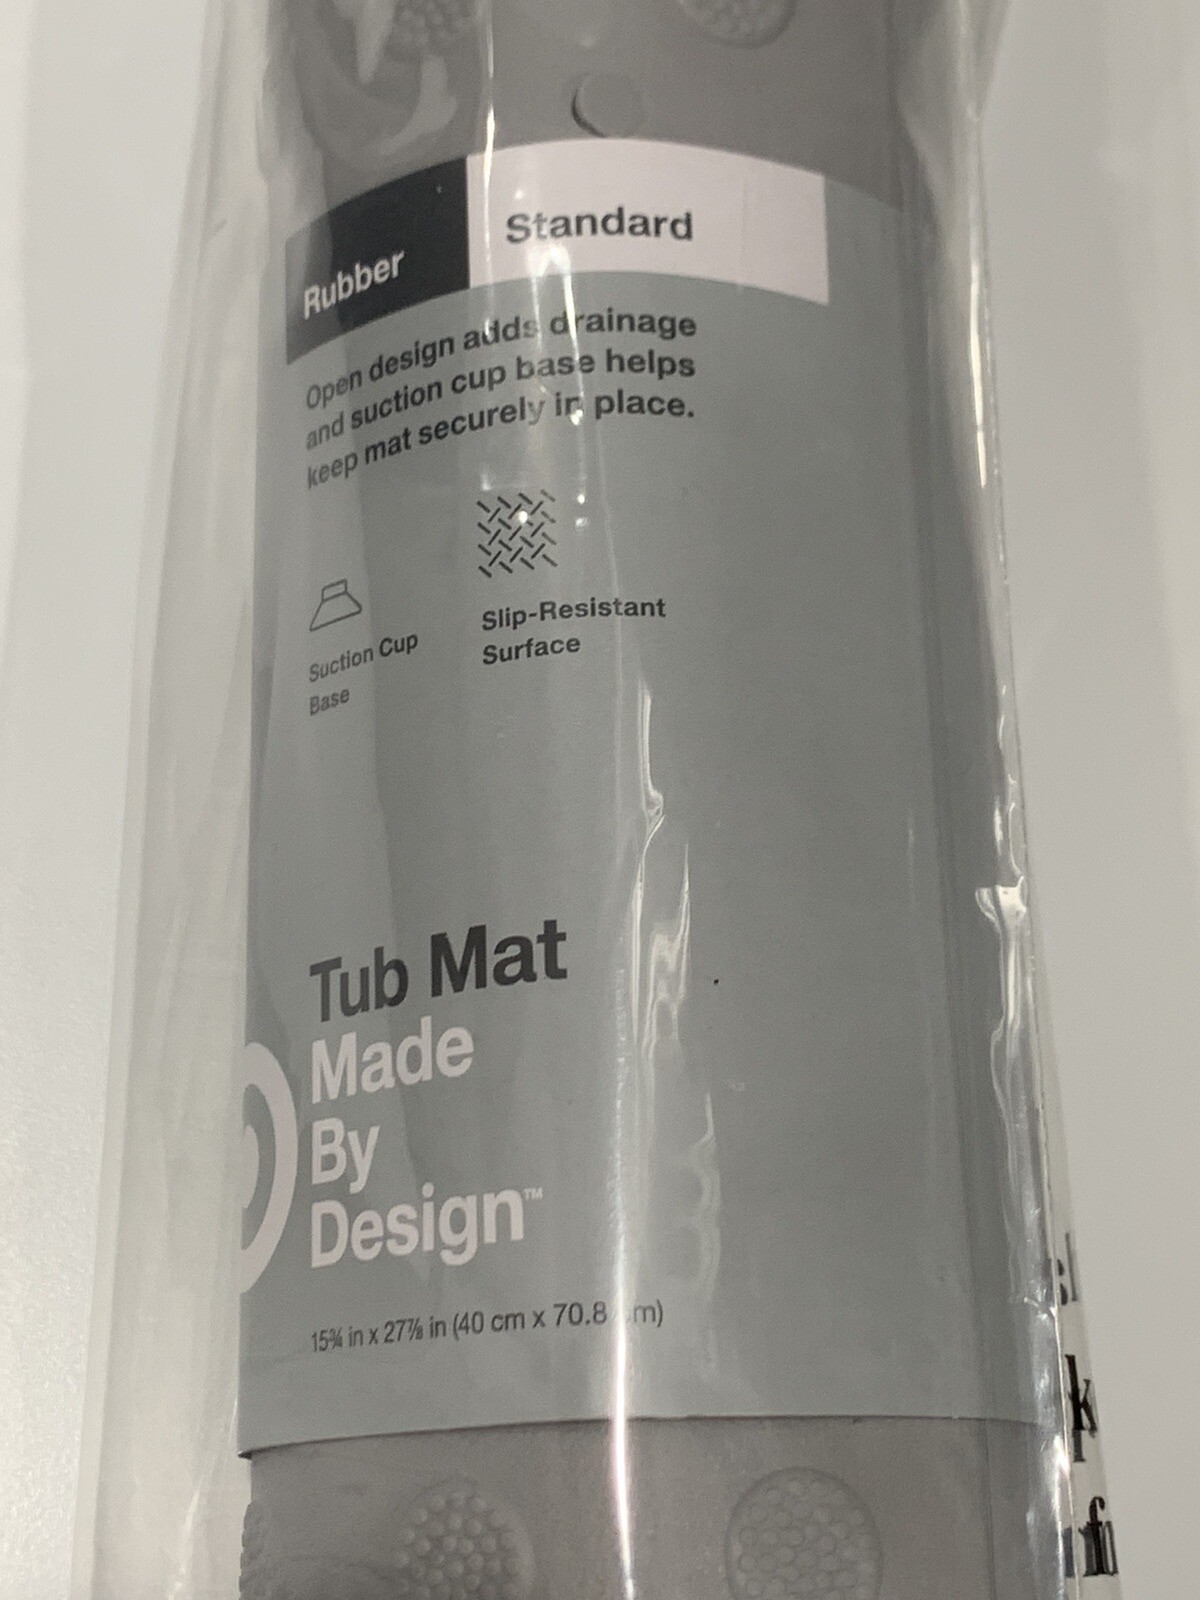 Rubber
Standard
Open design adds drainage
and suction cup base helps
keep mat securely in place.
Suction Cup
Base
Slip-Resistant
Surface
Tub Mat
Made
By
Design™
15¾ in x 27⅞ in (40 cm x 70.8 cm)